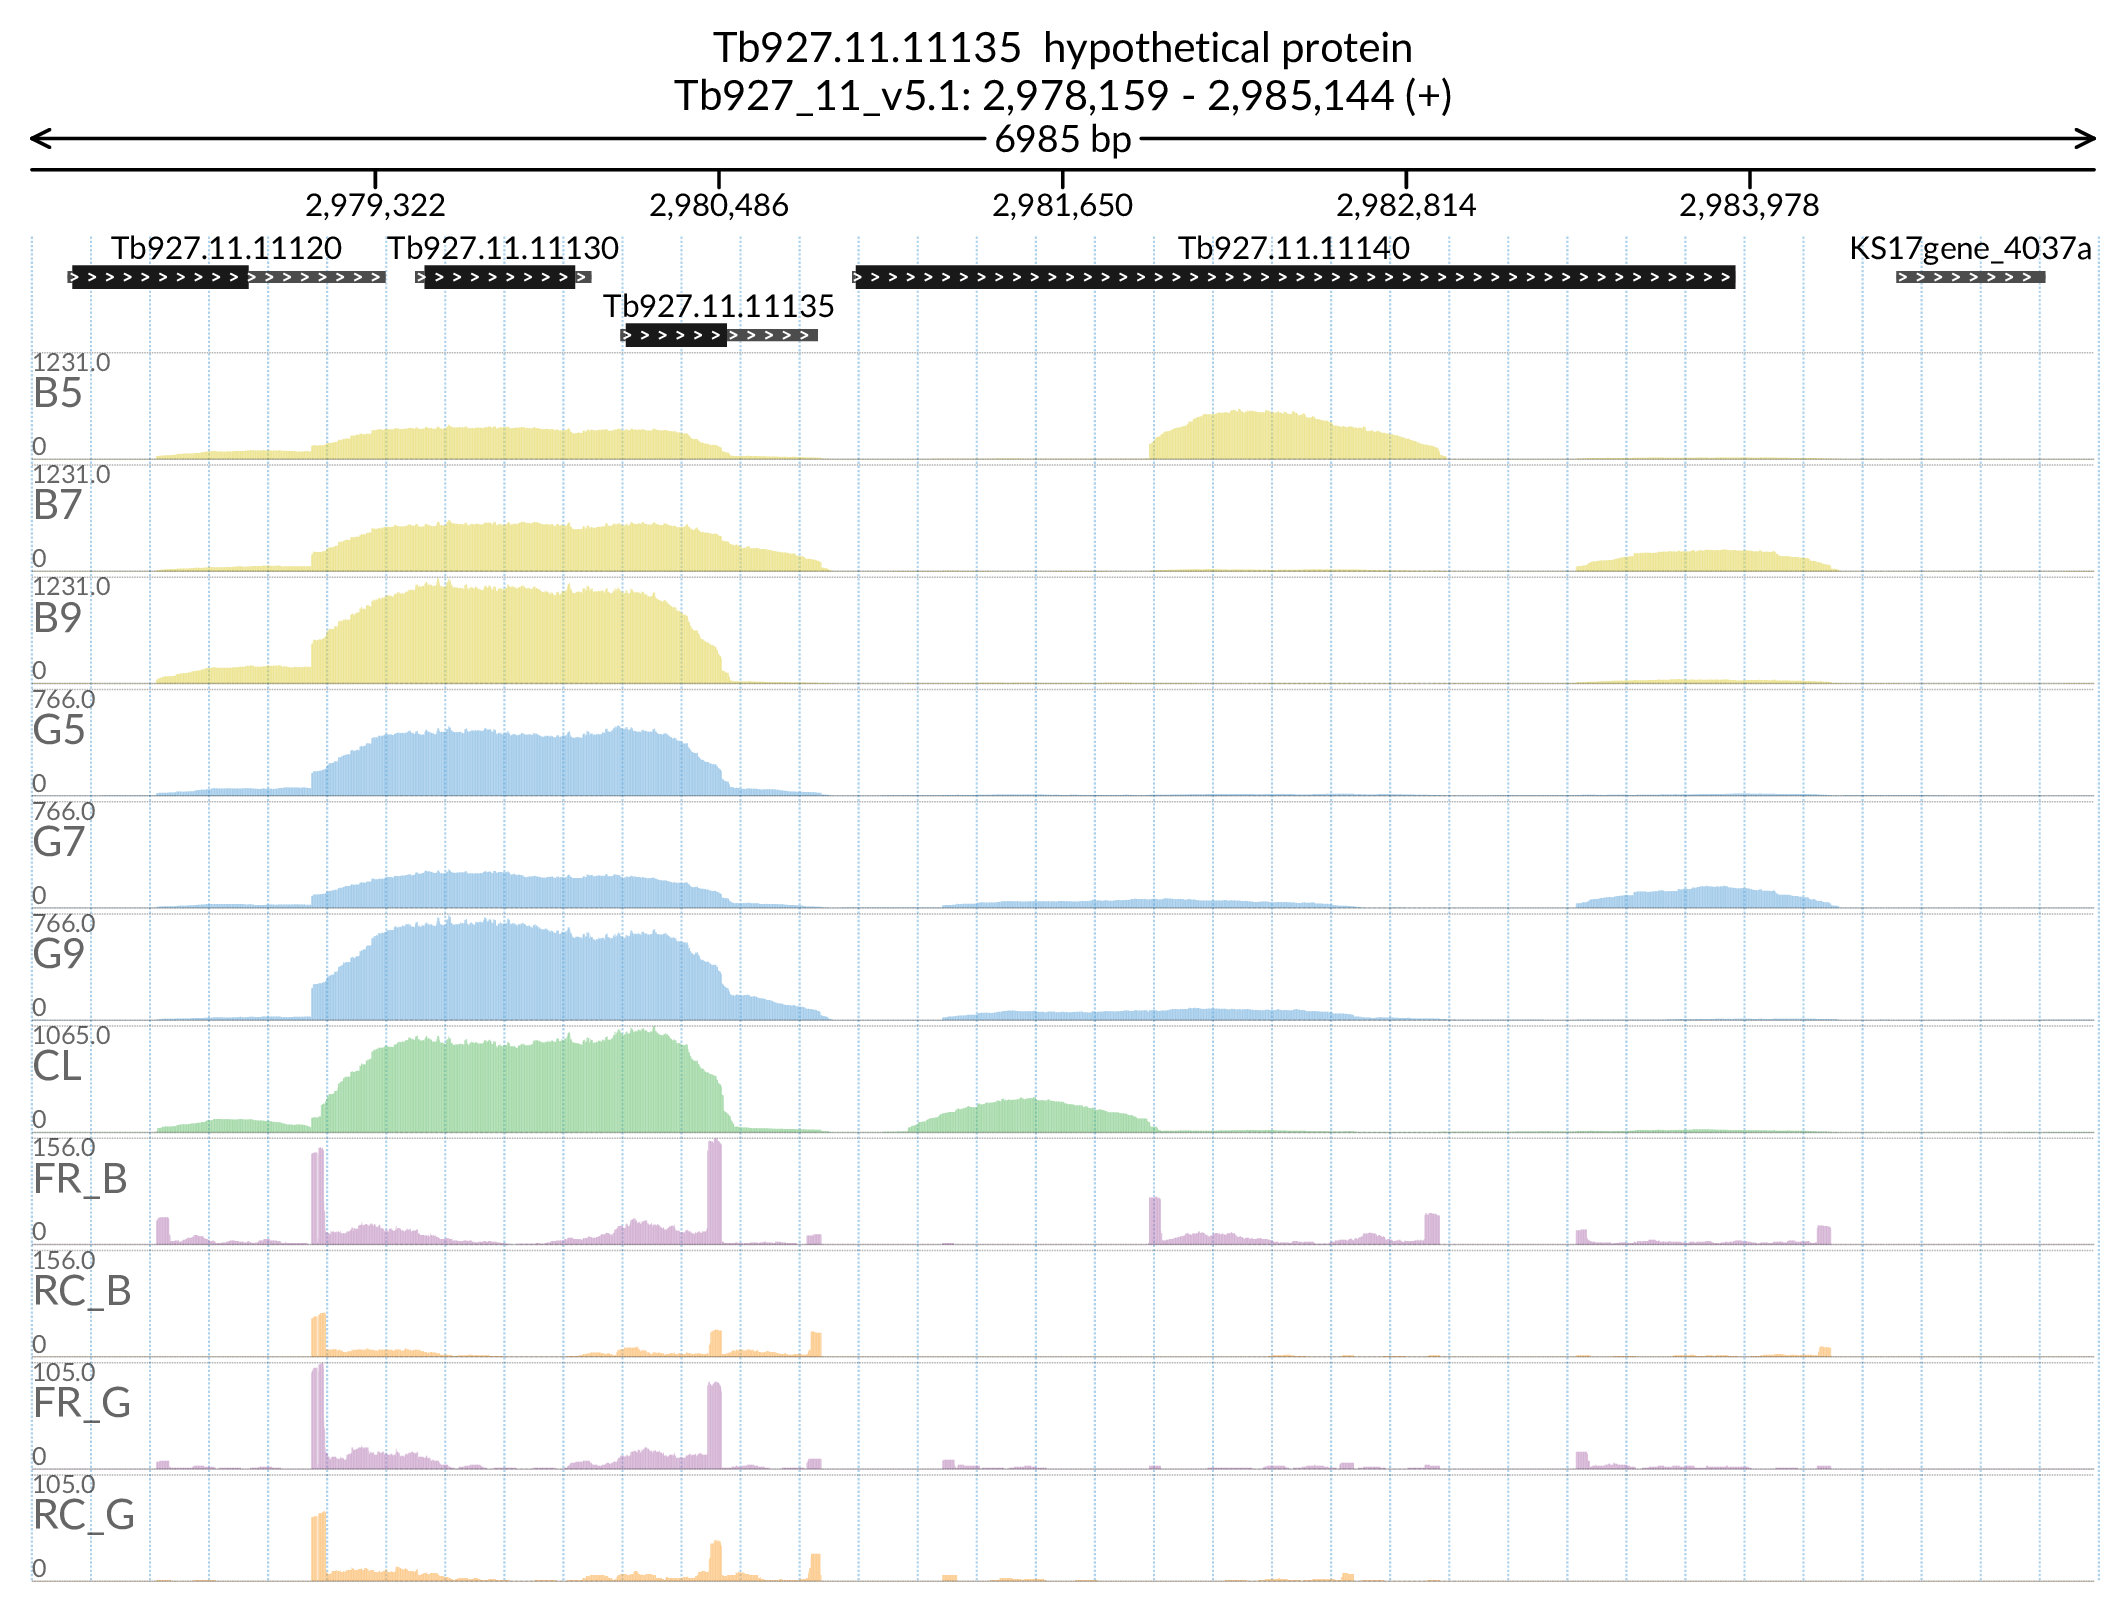 Tb927.11.11135  hypothetical protein
Tb927_11_v5.1: 2,978,159 - 2,985,144 (+)
6985 bp
2,979,322 2,980,486 2,981,650 2,982,814 2,983,978
Tb927.11.11120 Tb927.11.11130 Tb927.11.11140 KS17gene_4037a
Tb927.11.11135
1231.0
B5
0
1231.0
B7
0
1231.0
B9
0
766.0
G5
0
766.0
G7
0
766.0
G9
0
1065.0
CL
0
156.0
FR_B
0
156.0
RC_B
0
105.0
FR_G
0
105.0
RC_G
0